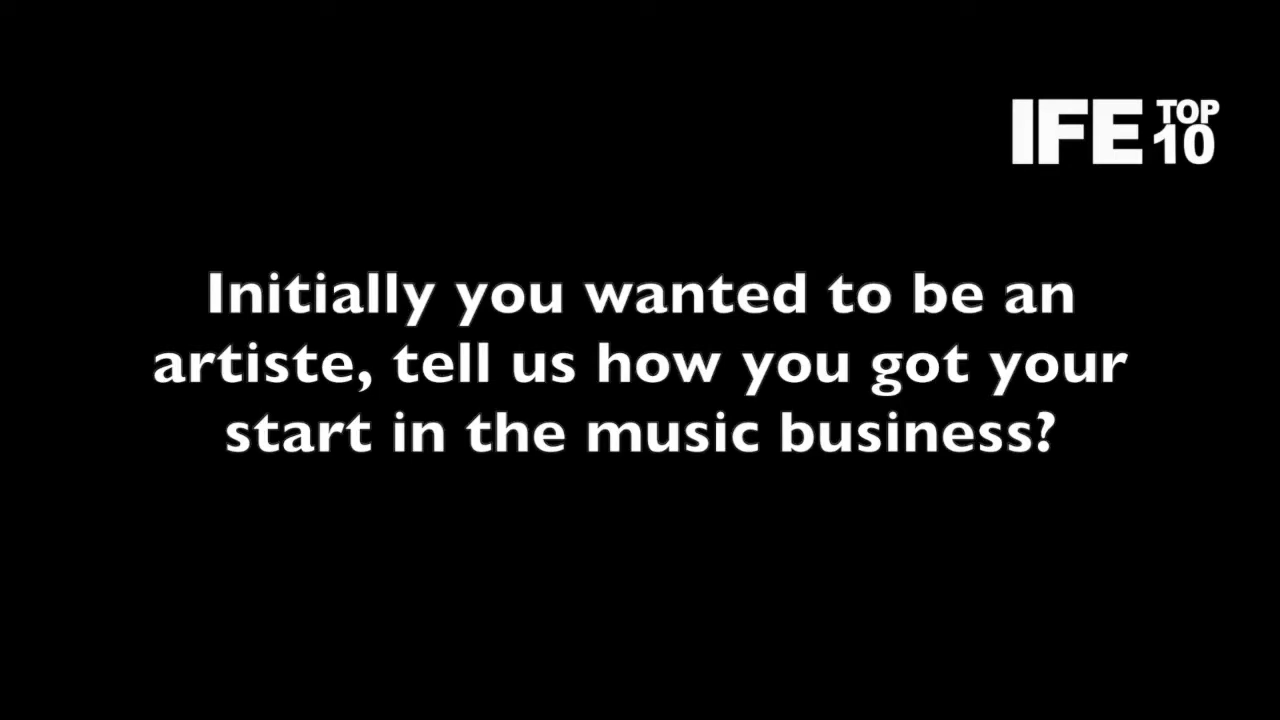 IFE TOP 10
Initially you wanted to be an
artiste, tell us how you got your
start in the music business?